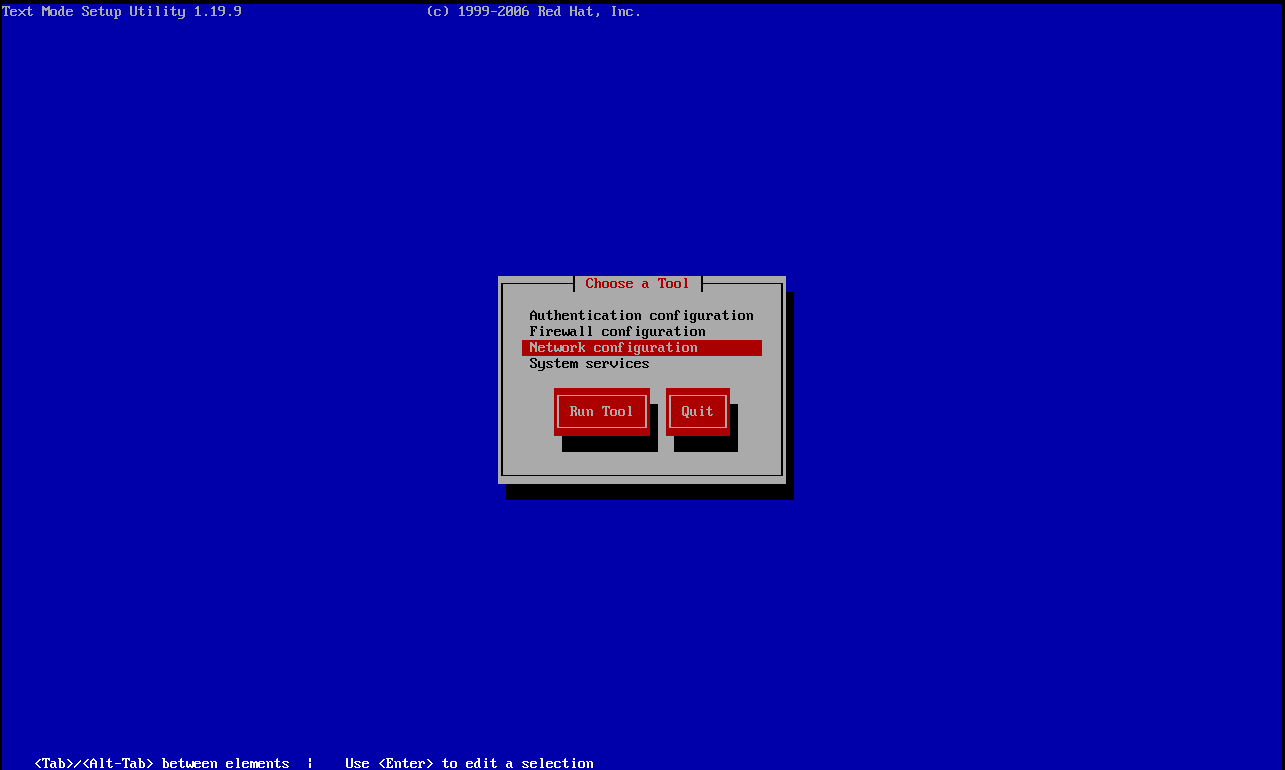 Text Mode Setup Utility 1.19.9 (c) 1999-2006 Red Hat, Inc.
Choose a Tool
Authentication configuration
Firewall configuration
Network configuration
System services
Run Tool Quit
<Tab>/<Alt-Tab> between elements | Use <Enter> to edit a selection